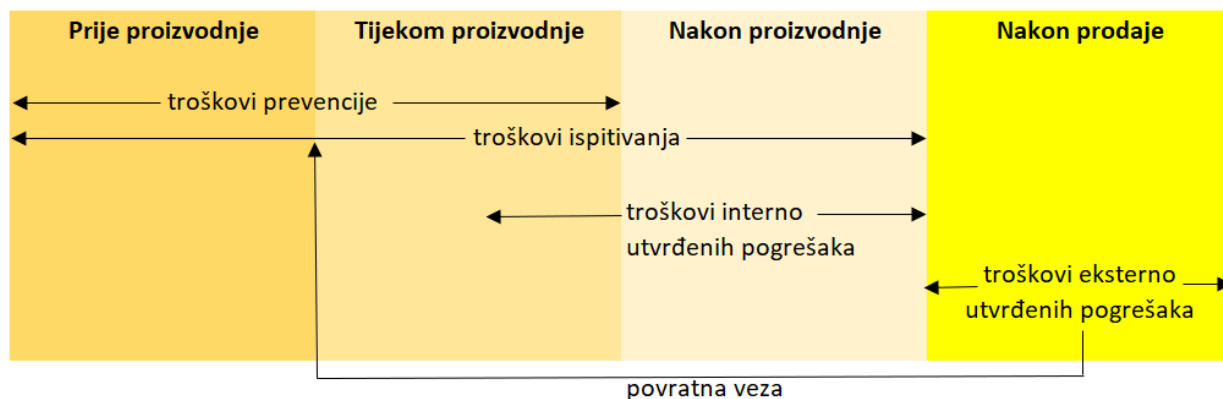 Prije proizvodnje
Tijekom proizvodnje
Nakon proizvodnje
Nakon prodaje
troškovi prevencije
troškovi ispitivanja
troškovi interno
utvrđenih pogrešaka
troškovi eksterno
utvrđenih pogrešaka
povratna veza